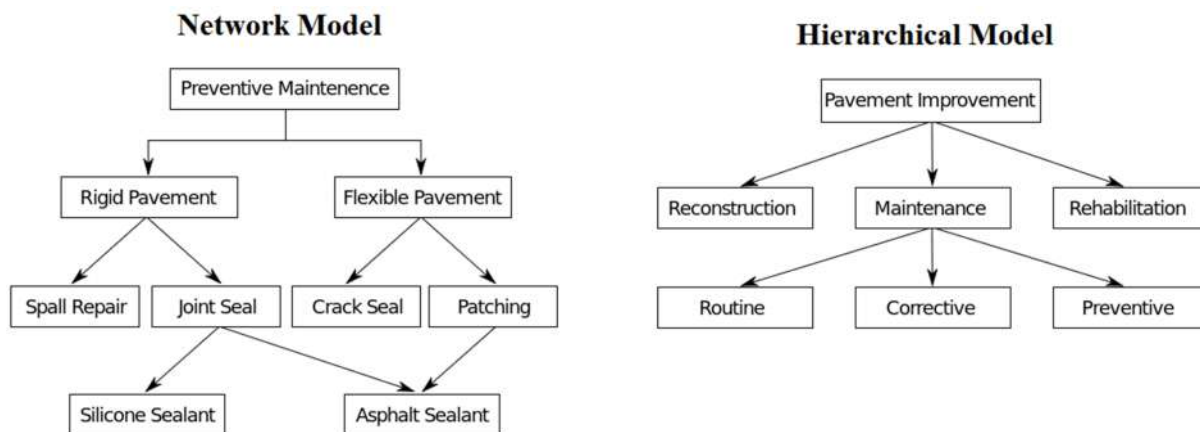 Network Model
Preventive Maintenence
Rigid Pavement
Flexible Pavement
Spall Repair
Joint Seal
Crack Seal
Patching
Silicone Sealant
Asphalt Sealant
Hierarchical Model
Pavement Improvement
Reconstruction
Maintenance
Rehabilitation
Routine
Corrective
Preventive